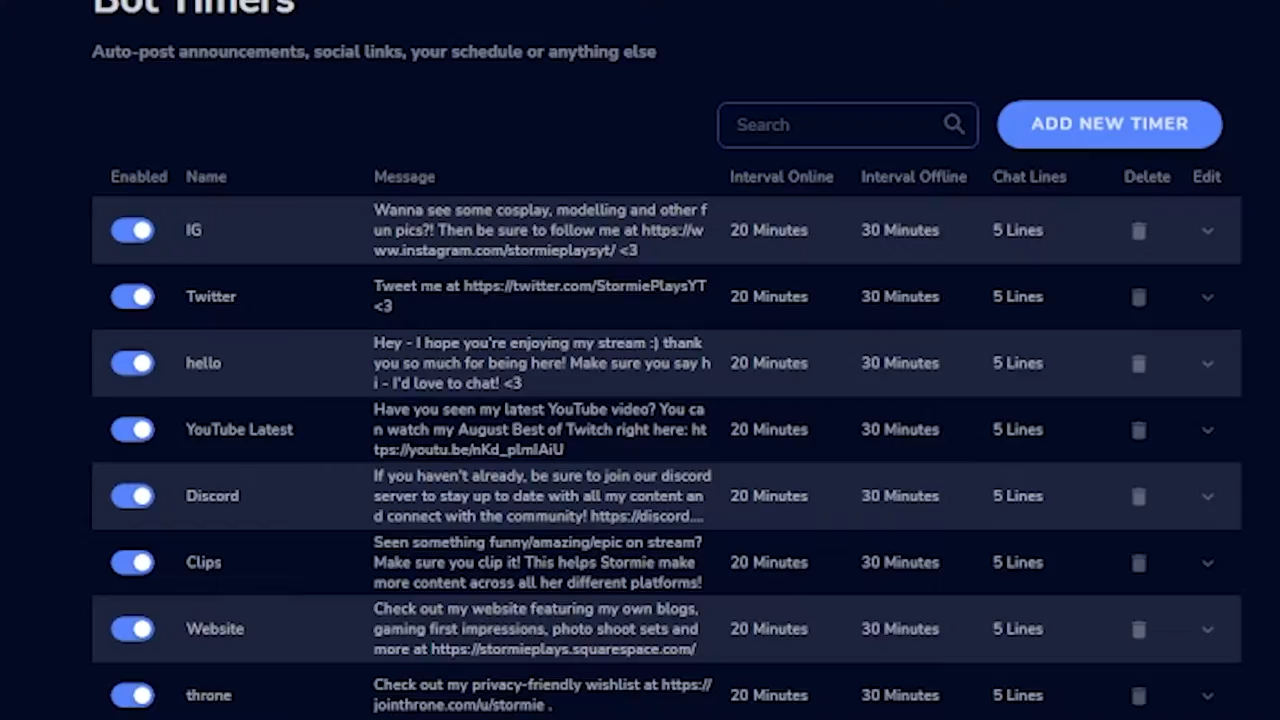 Bot Timers
Auto-post announcements, social links, your schedule or anything else
Search
ADD NEW TIMER
Enabled Name Message Interval Online Interval Offline Chat Lines Delete Edit
Wanna see some cosplay, modelling and other f
IG un pics?! Then be sure to follow me at https://w 20 Minutes 30 Minutes 5 Lines
ww.instagram.com/stormieplaysyt/ <3
Tweet me at https://twitter.com/StormiePlaysYT
Twitter 20 Minutes 30 Minutes 5 Lines
<3
Hey - I hope you're enjoying my stream :) thank
hello you so much for being here! Make sure you say h 20 Minutes 30 Minutes 5 Lines
i - I'd love to chat! <3
Have you seen my latest YouTube video? You ca
YouTube Latest n watch my August Best of Twitch right here: ht 20 Minutes 30 Minutes 5 Lines
tps://youtu.be/nKd_plmIAiU
If you haven't already, be sure to join our discord
Discord server to stay up to date with all my content an 20 Minutes 30 Minutes 5 Lines
d connect with the community! https://discord....
Seen something funny/amazing/epic on stream?
Clips Make sure you clip it! This helps Stormie make 20 Minutes 30 Minutes 5 Lines
more content across all her different platforms!
Check out my website featuring my own blogs,
Website gaming first impressions, photo shoot sets and 20 Minutes 30 Minutes 5 Lines
more at https://stormieplays.squarespace.com/
Check out my privacy-friendly wishlist at https://
throne 20 Minutes 30 Minutes 5 Lines
jointhrone.com/u/stormie .